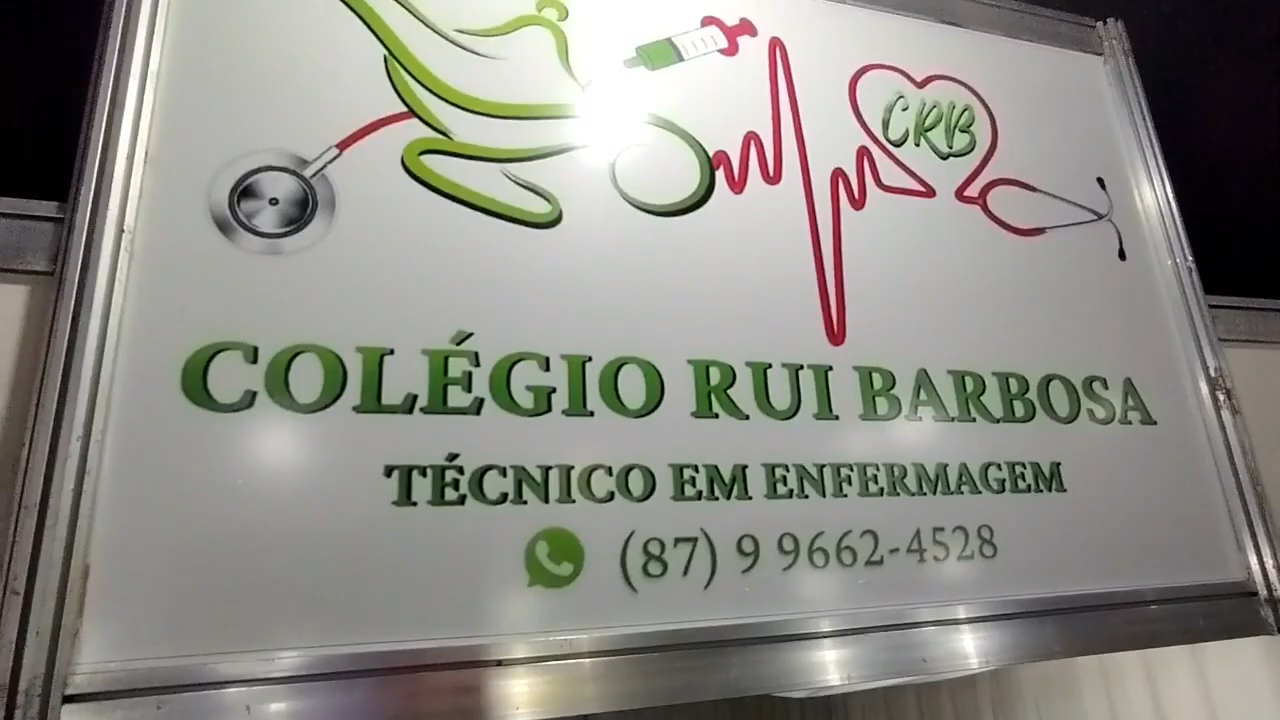 CRB
COLÉGIO RUI BARBOSA
TÉCNICO EM ENFERMAGEM
(87) 9 9662-4528